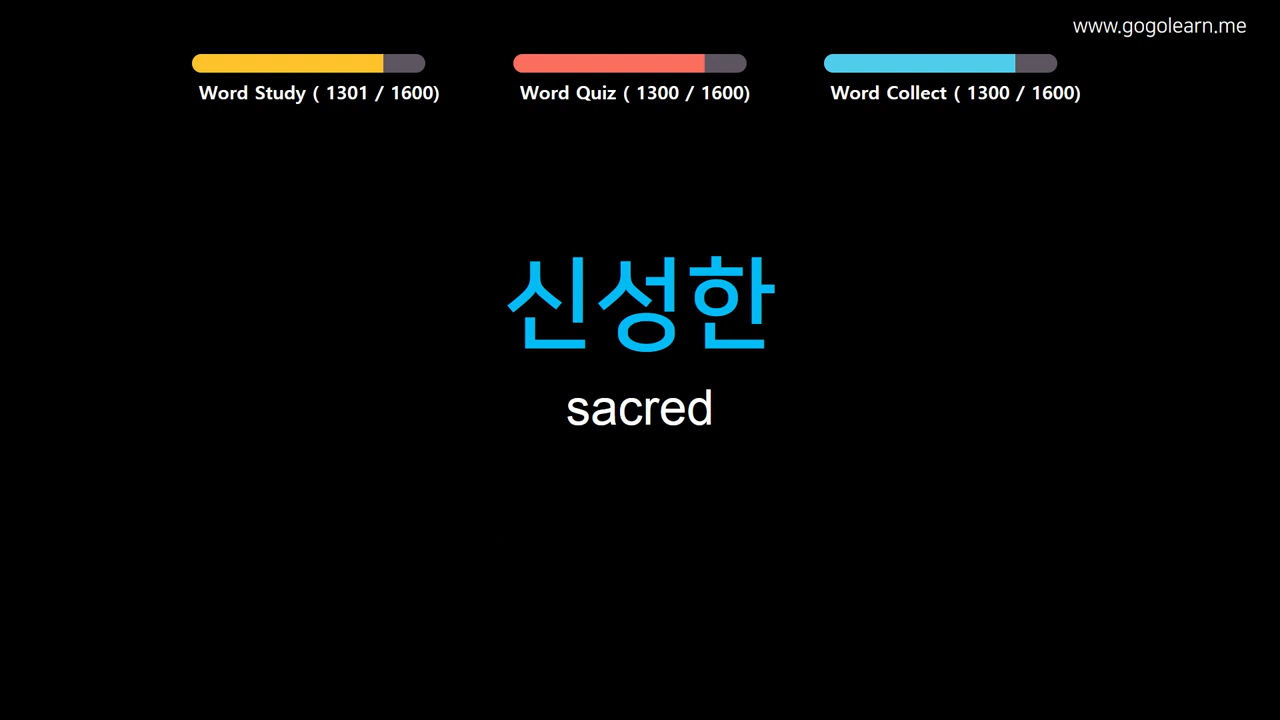 www.gogolearn.me
Word Study ( 1301 / 1600)
Word Quiz ( 1300 / 1600)
Word Collect ( 1300 / 1600)
신성한
sacred